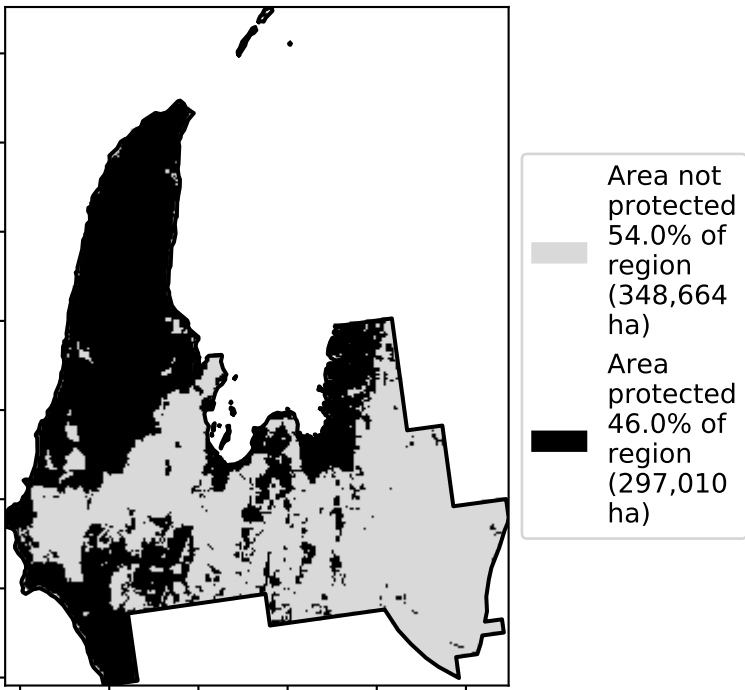 Area not
protected
54.0% of
region
(348,664
ha)
Area
protected
46.0% of
region
(297,010
ha)